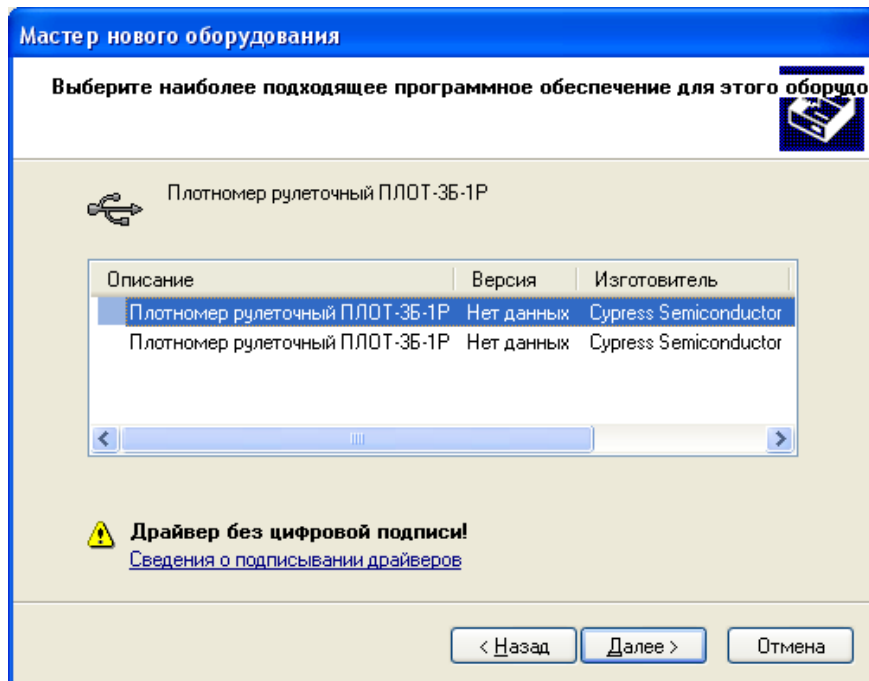 Мастер нового оборудования
Выберите наиболее подходящее программное обеспечение для этого оборудо
Плотномер рулеточный ПЛОТ-3Б-1Р
Описание Версия Изготовитель
Плотномер рулеточный ПЛОТ-3Б-1Р Нет данных Cypress Semiconductor
Плотномер рулеточный ПЛОТ-3Б-1Р Нет данных Cypress Semiconductor
Драйвер без цифровой подписи!
Сведения о подписывании драйверов
< Назад Далее > Отмена